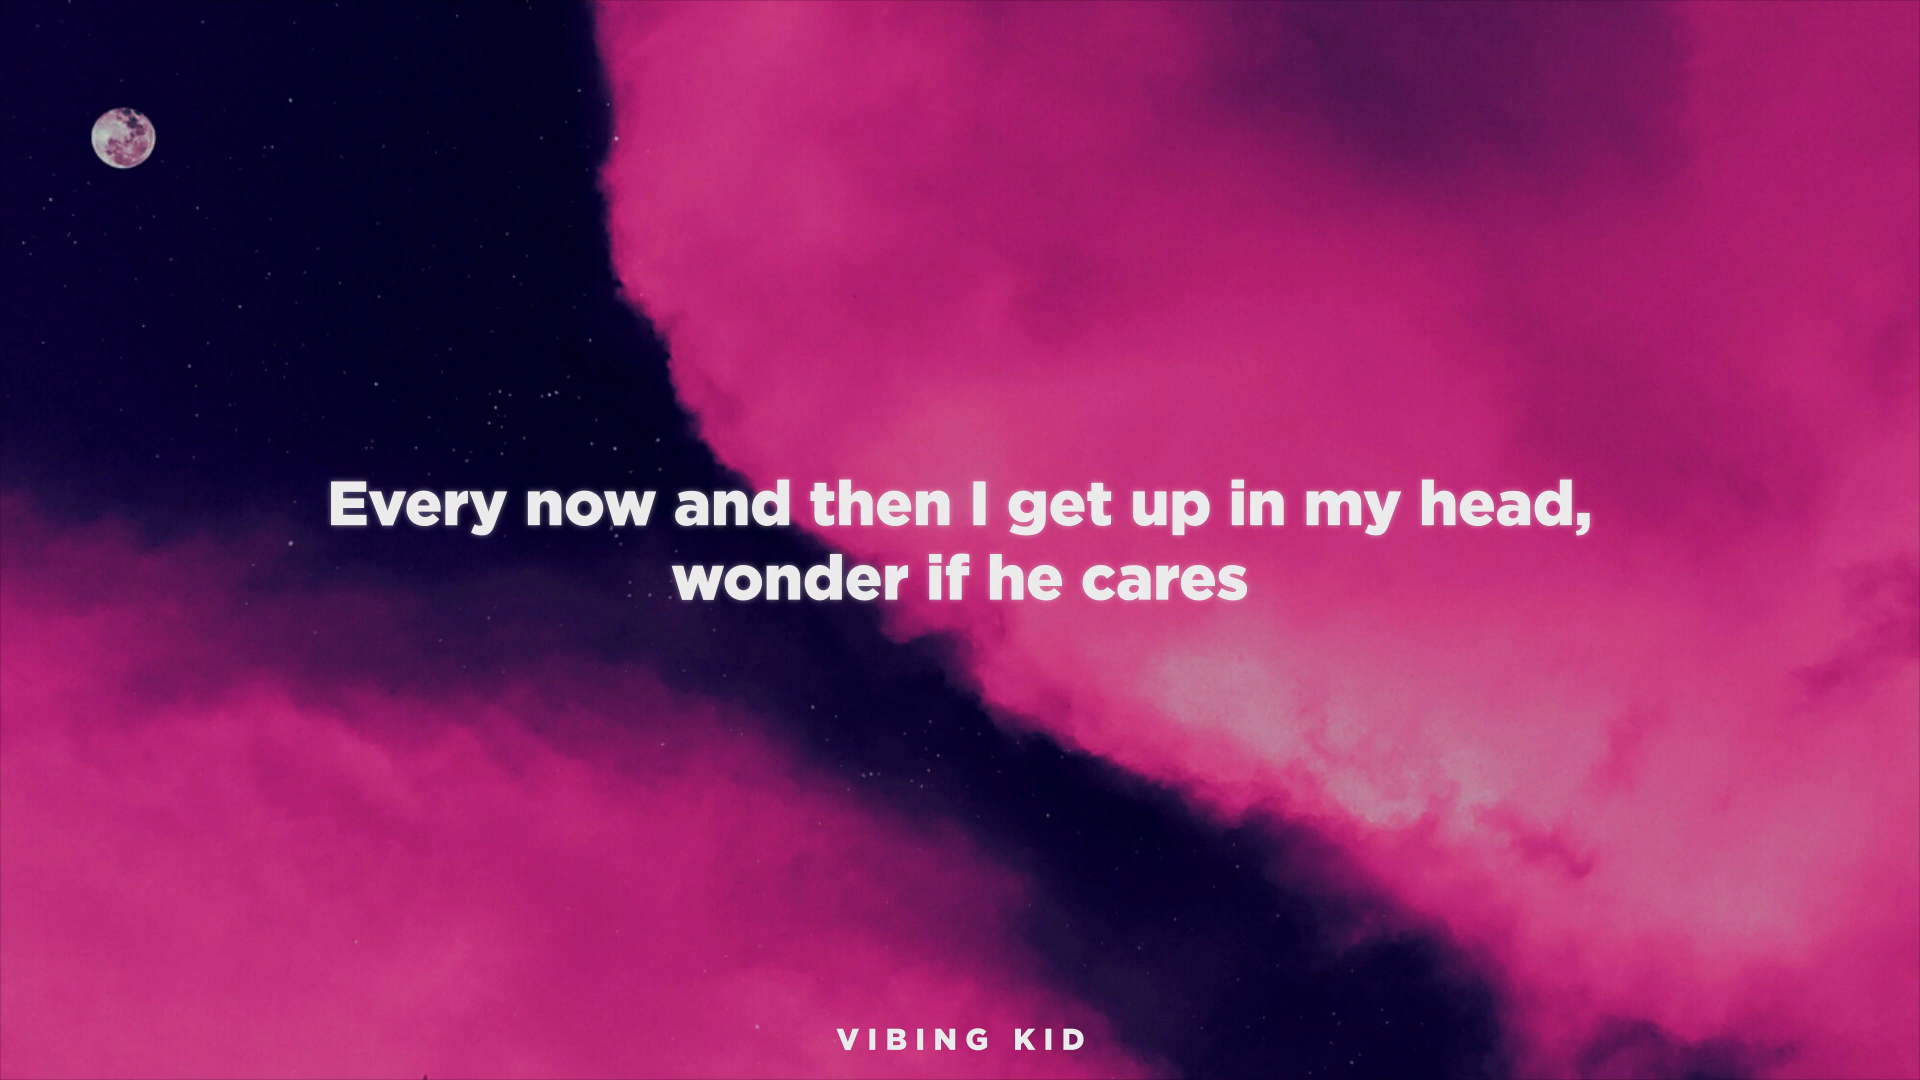 Every now and then I get up in my head,
wonder if he cares
VIBING KID